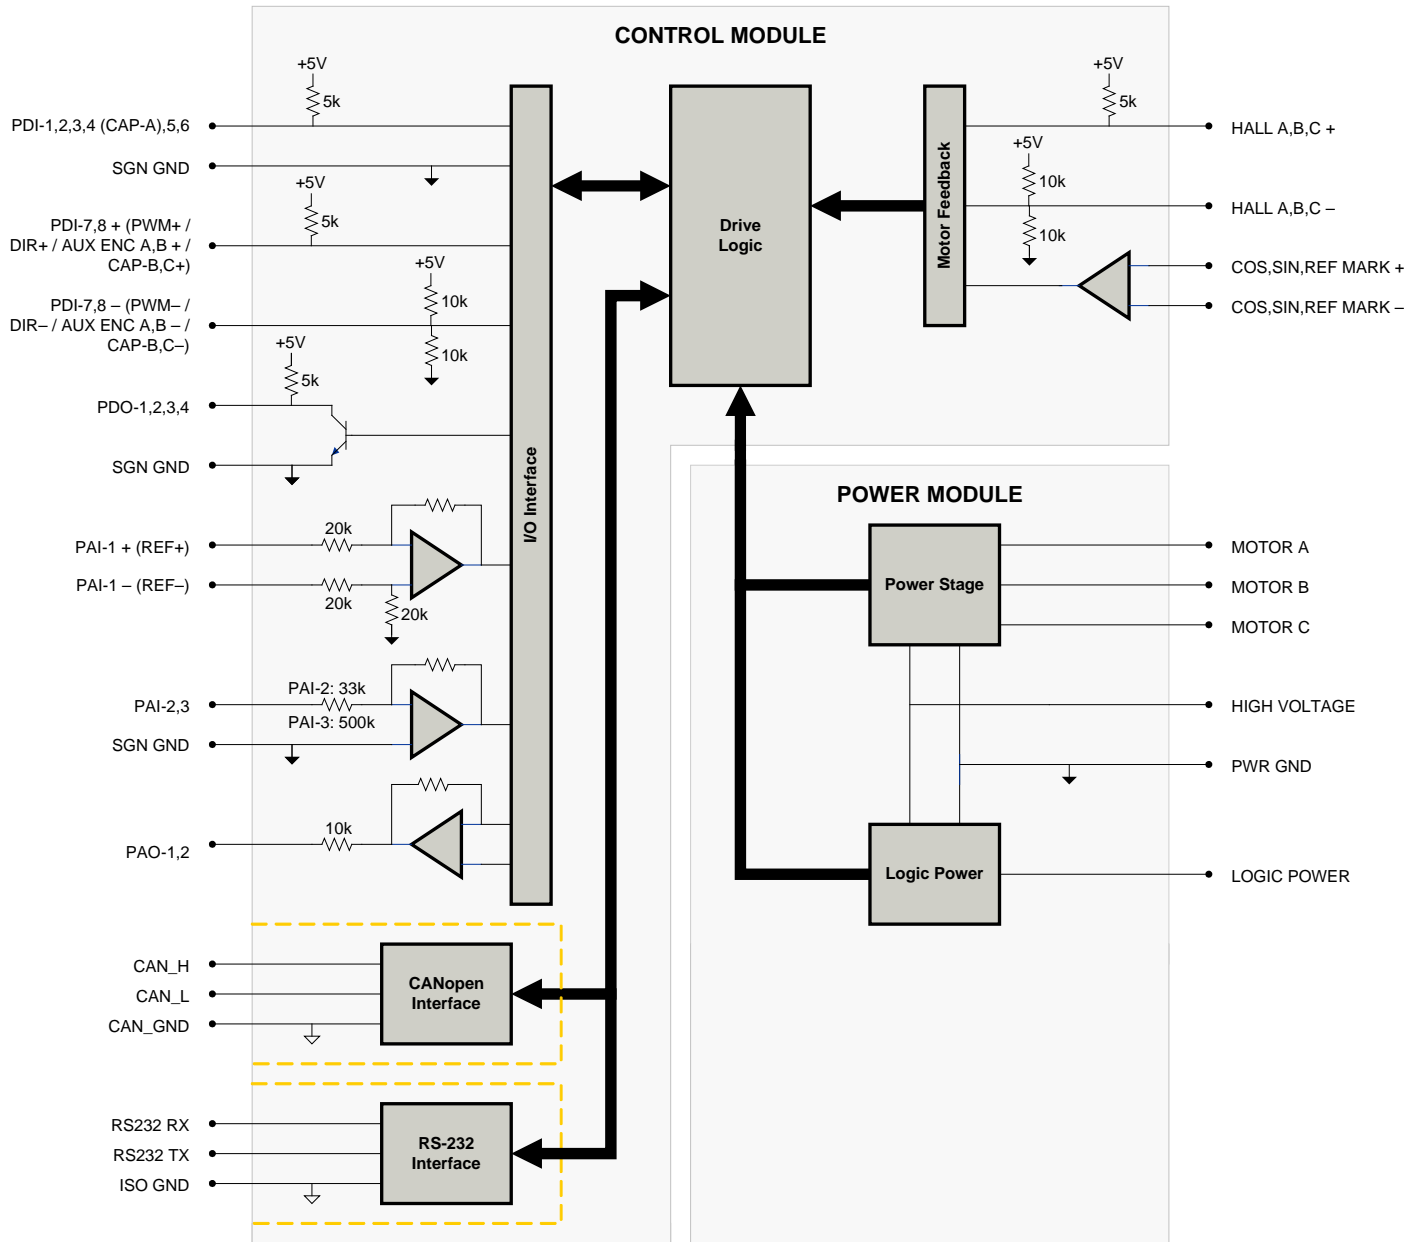 CONTROL MODULE
+5V
5k
PDI-1,2,3,4 (CAP-A),5,6
SGN GND
+5V
5k
PDI-7,8 + (PWM+ /
DIR+ / AUX ENC A,B + /
CAP-B,C+)
+5V
10k
PDI-7,8 – (PWM– /
DIR– / AUX ENC A,B – /
CAP-B,C–)
10k
+5V
5k
PDO-1,2,3,4
SGN GND
20k
PAI-1 + (REF+)
PAI-1 – (REF–)
20k
20k
PAI-2: 33k
PAI-2,3
PAI-3: 500k
SGN GND
10k
PAO-1,2
I/O Interface
CAN_H
CAN_L
CAN_GND
CANopen
Interface
RS232 RX
RS232 TX
ISO GND
RS-232
Interface
Drive
Logic
Motor Feedback
+5V
5k
HALL A,B,C +
+5V
10k
HALL A,B,C –
10k
COS,SIN,REF MARK +
COS,SIN,REF MARK –
POWER MODULE
Power Stage
MOTOR A
MOTOR B
MOTOR C
HIGH VOLTAGE
PWR GND
Logic Power
LOGIC POWER